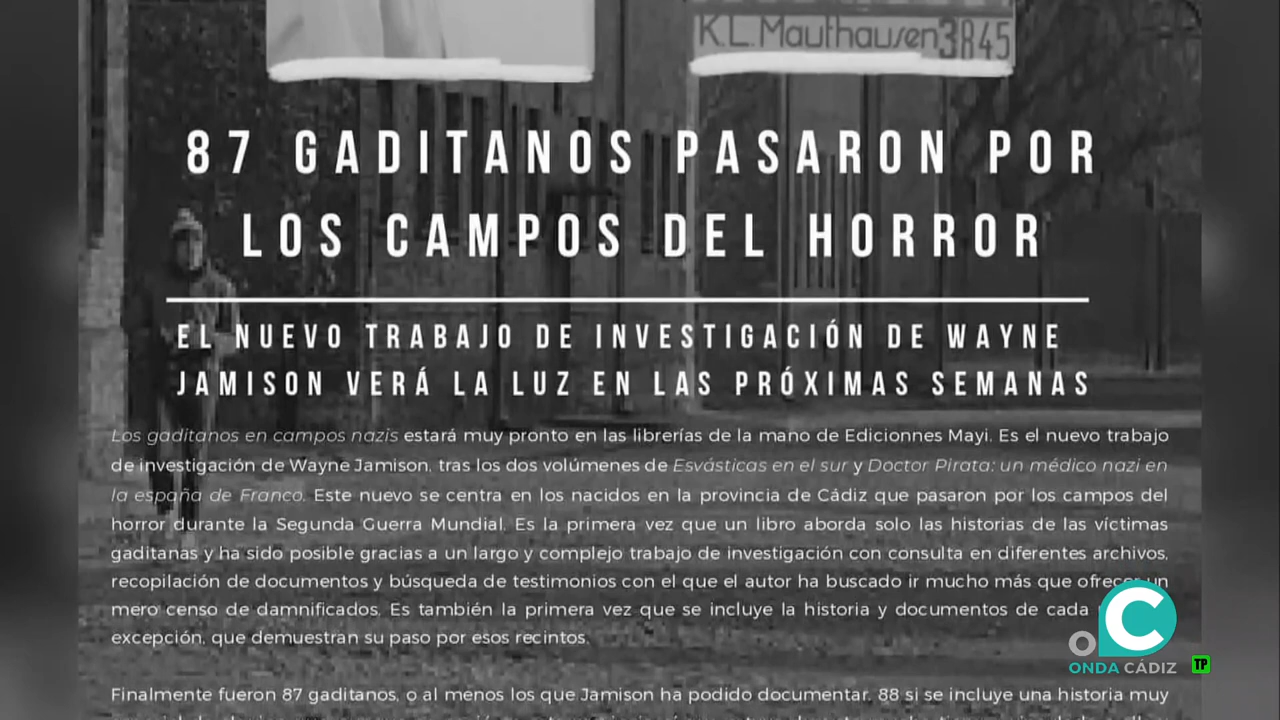 K.L. Mauthausen 3845
87 GADITANOS PASARON POR
LOS CAMPOS DEL HORROR
EL NUEVO TRABAJO DE INVESTIGACIÓN DE WAYNE
JAMISON VERÁ LA LUZ EN LAS PRÓXIMAS SEMANAS
Los gaditanos en campos nazis estará muy pronto en las librerías de la mano de Edicionnes Mayi. Es el nuevo trabajo
de investigación de Wayne Jamison, tras los dos volúmenes de Esvásticas en el sur y Doctor Pirata: un médico nazi en
la españa de Franco. Este nuevo se centra en los nacidos en la provincia de Cádiz que pasaron por los campos del
horror durante la Segunda Guerra Mundial. Es la primera vez que un libro aborda solo las historias de las víctimas
gaditanas y ha sido posible gracias a un largo y complejo trabajo de investigación con consulta en diferentes archivos,
recopilación de documentos y búsqueda de testimonios con el que el autor ha buscado ir mucho más que ofrecer un
mero censo de damnificados. Es también la primera vez que se incluye la historia y documentos de cada
excepción, que demuestran su paso por esos recintos.
Finalmente fueron 87 gaditanos, o al menos los que Jamison ha podido documentar. 88 si se incluye una historia muy
OC
ONDA CÁDIZ
TP